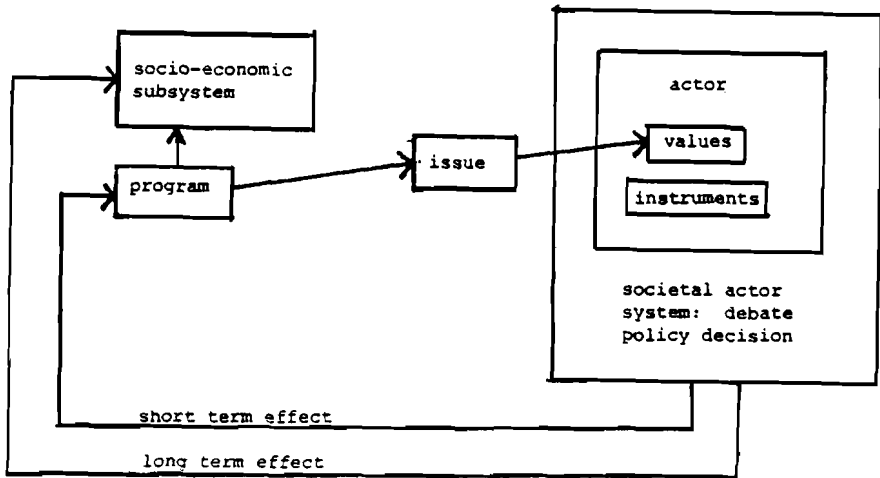 socio-economic
subsystem
actor
program
issue
values
instruments
societal actor
system: debate
policy decision
short term effect
long term effect